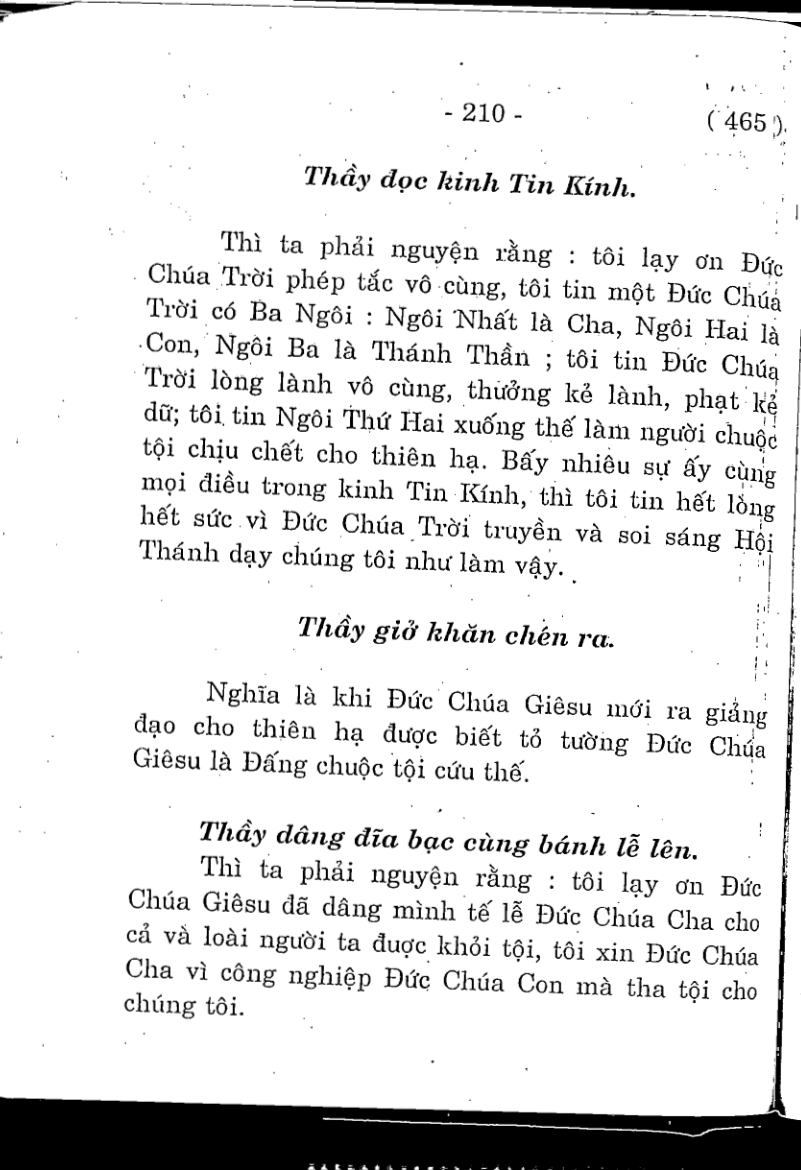 - 210 -
( 465 ).
Thầy đọc kinh Tin Kính.
Thì ta phải nguyện rằng : tôi lạy ơn Đức
Chúa Trời phép tắc vô cùng, tôi tin một Đức Chúa
Trời có Ba Ngôi : Ngôi Nhất là Cha, Ngôi Hai là
Con, Ngôi Ba là Thánh Thần ; tôi tin Đức Chúa
Trời lòng lành vô cùng, thưởng kẻ lành, phạt kẻ
dữ; tôi tin Ngôi Thứ Hai xuống thế làm người chuộc
tội chịu chết cho thiên hạ. Bấy nhiêu sự ấy cùng
mọi điều trong kinh Tin Kính, thì tôi tin hết lòng
hết sức vì Đức Chúa Trời truyền và soi sáng Hội
Thánh dạy chúng tôi như làm vậy.
Thầy giở khăn chén ra.
Nghĩa là khi Đức Chúa Giêsu mới ra giảng
đạo cho thiên hạ được biết tỏ tường Đức Chúa
Giêsu là Đấng chuộc tội cứu thế.
Thầy dâng đĩa bạc cùng bánh lễ lên.
Thì ta phải nguyện rằng : tôi lạy ơn Đức
Chúa Giêsu đã dâng mình tế lễ Đức Chúa Cha cho
cả và loài người ta đuợc khỏi tội, tôi xin Đức Chúa
Cha vì công nghiệp Đức Chúa Con mà tha tội cho
chúng tôi.